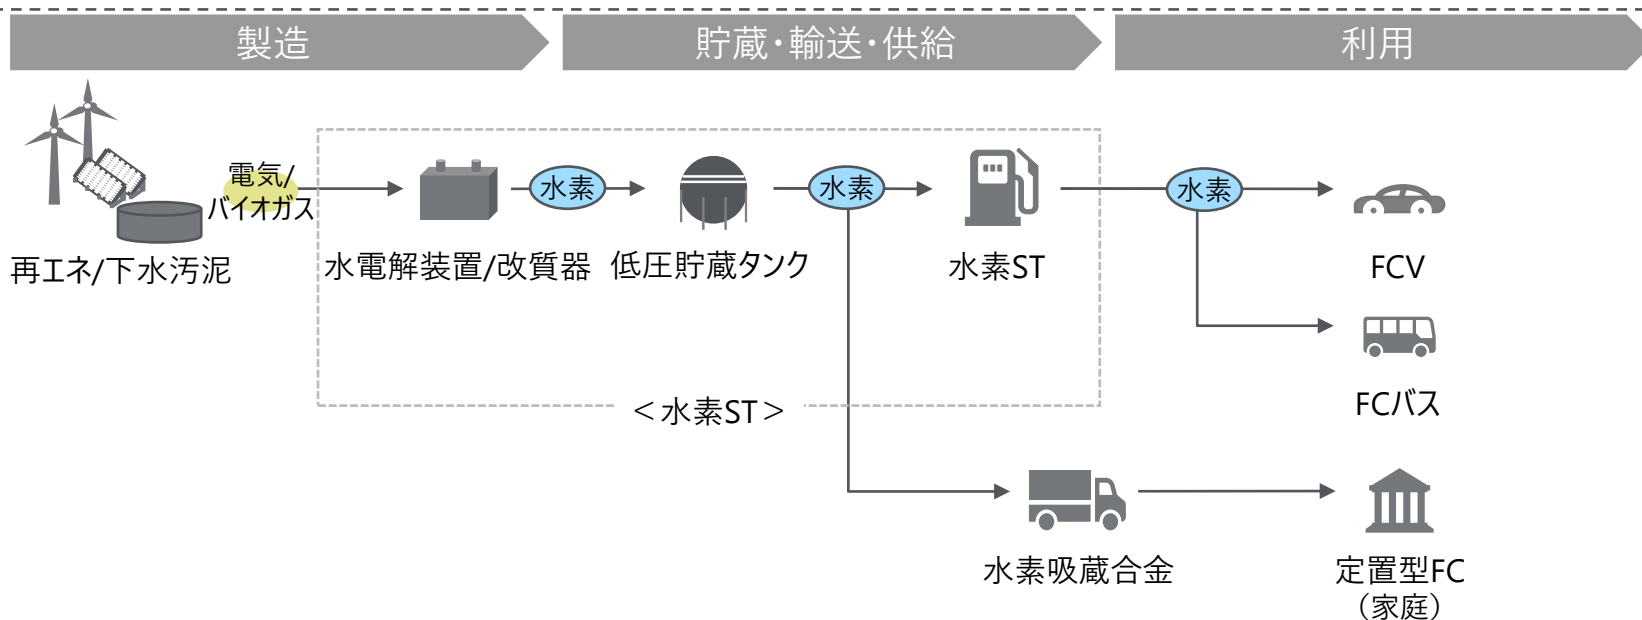 製造
貯蔵・輸送・供給
利用
電気/
バイオガス
水素
水素
水素
再エネ/下水汚泥
水電解装置/改質器
低圧貯蔵タンク
水素ST
FCV
FCバス
＜水素ST＞
水素吸蔵合金
定置型FC
（家庭）